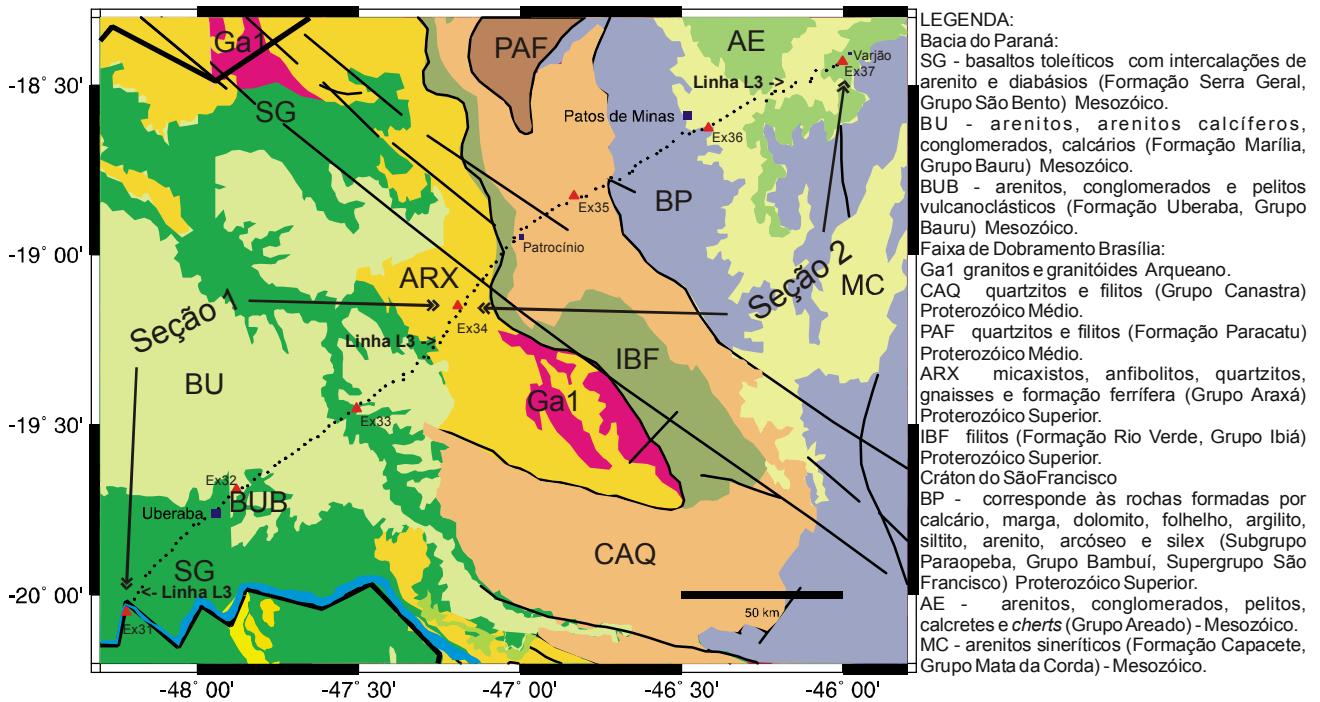 Ga1
PAF
AE
Varjão
Ex37
-18° 30'
Linha L3 ->
SG
Patos de Minas
Ex36
BP
Ex35
-19° 00'
Patrocínio
ARX
Seção 2
MC
Seção 1
Ex34
Linha L3 ->
IBF
BU
Ga1
Ex33
-19° 30'
Ex32
BUB
Uberaba
CAQ
SG
<- Linha L3
-20° 00'
50 km
Ex31
-48° 00'
-47° 30'
-47° 00'
-46° 30'
-46° 00'
LEGENDA:
Bacia do Paraná:
SG - basaltos toleíticos com intercalações de
arenito e diabásios (Formação Serra Geral,
Grupo São Bento) Mesozóico.
BU - arenitos, arenitos calcíferos,
conglomerados, calcários (Formação Marília,
Grupo Bauru) Mesozóico.
BUB - arenitos, conglomerados e pelitos
vulcanoclásticos (Formação Uberaba, Grupo
Bauru) Mesozóico.
Faixa de Dobramento Brasília:
Ga1 granitos e granitóides Arqueano.
CAQ quartzitos e filitos (Grupo Canastra)
Proterozóico Médio.
PAF quartzitos e filitos (Formação Paracatu)
Proterozóico Médio.
ARX micaxistos, anfibolitos, quartzitos,
gnaisses e formação ferrífera (Grupo Araxá)
Proterozóico Superior.
IBF filitos (Formação Rio Verde, Grupo Ibiá)
Proterozóico Superior.
Cráton do SãoFrancisco
BP - corresponde às rochas formadas por
calcário, marga, dolomito, folhelho, argilito,
siltito, arenito, arcóseo e silex (Subgrupo
Paraopeba, Grupo Bambuí, Supergrupo São
Francisco) Proterozóico Superior.
AE - arenitos, conglomerados, pelitos,
calcretes e cherts (Grupo Areado) - Mesozóico.
MC - arenitos sineríticos (Formação Capacete,
Grupo Mata da Corda) - Mesozóico.